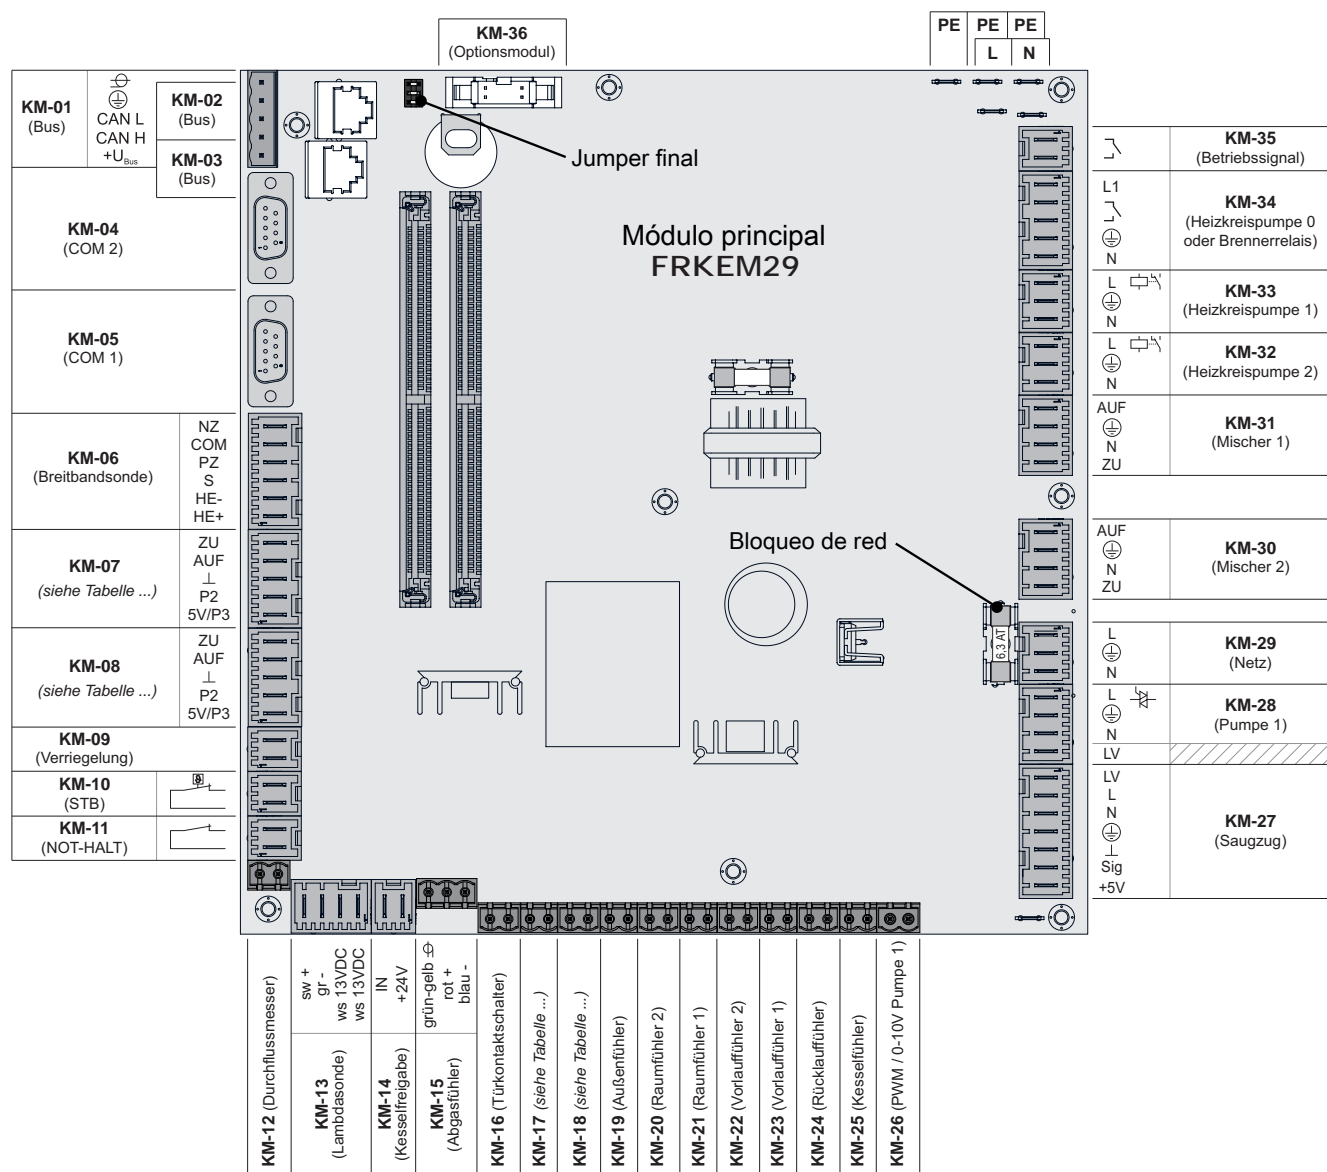 KM-36
(Optionsmodul)
PE PE PE
L N
KM-01
(Bus)
CAN L
CAN H
+U Bus
KM-02
(Bus)
KM-03
(Bus)
KM-04
(COM 2)
KM-05
(COM 1)
KM-06
(Breitbandsonde)
NZ
COM
PZ
S
HE-
HE+
KM-07
(siehe Tabelle ...)
ZU
AUF
⊥
P2
5V/P3
KM-08
(siehe Tabelle ...)
ZU
AUF
⊥
P2
5V/P3
KM-09
(Verriegelung)
KM-10
(STB)
KM-11
(NOT-HALT)
Jumper final
Módulo principal
FRKEM29
Bloqueo de red
6,3 AT
KM-35
(Betriebssignal)
L1
N
KM-34
(Heizkreispumpe 0
oder Brennerrelais)
L
N
KM-33
(Heizkreispumpe 1)
L
N
KM-32
(Heizkreispumpe 2)
AUF
N
ZU
KM-31
(Mischer 1)
AUF
N
ZU
KM-30
(Mischer 2)
L
N
KM-29
(Netz)
L
N
LV
KM-28
(Pumpe 1)
LV
L
N
⊥
Sig
+5V
KM-27
(Saugzug)
KM-12 (Durchflussmesser)
sw +
gr -
ws 13VDC
ws 13VDC
KM-13
(Lambdasonde)
IN
+24V
KM-14
(Kesselfreigabe)
grün-gelb
rot +
blau -
KM-15
(Abgasfühler)
KM-16 (Türkontaktschalter)
KM-17 (siehe Tabelle ...)
KM-18 (siehe Tabelle ...)
KM-19 (Außenfühler)
KM-20 (Raumfühler 2)
KM-21 (Raumfühler 1)
KM-22 (Vorlauffühler 2)
KM-23 (Vorlauffühler 1)
KM-24 (Rücklauffühler)
KM-25 (Kesselfühler)
KM-26 (PWM / 0-10V Pumpe 1)